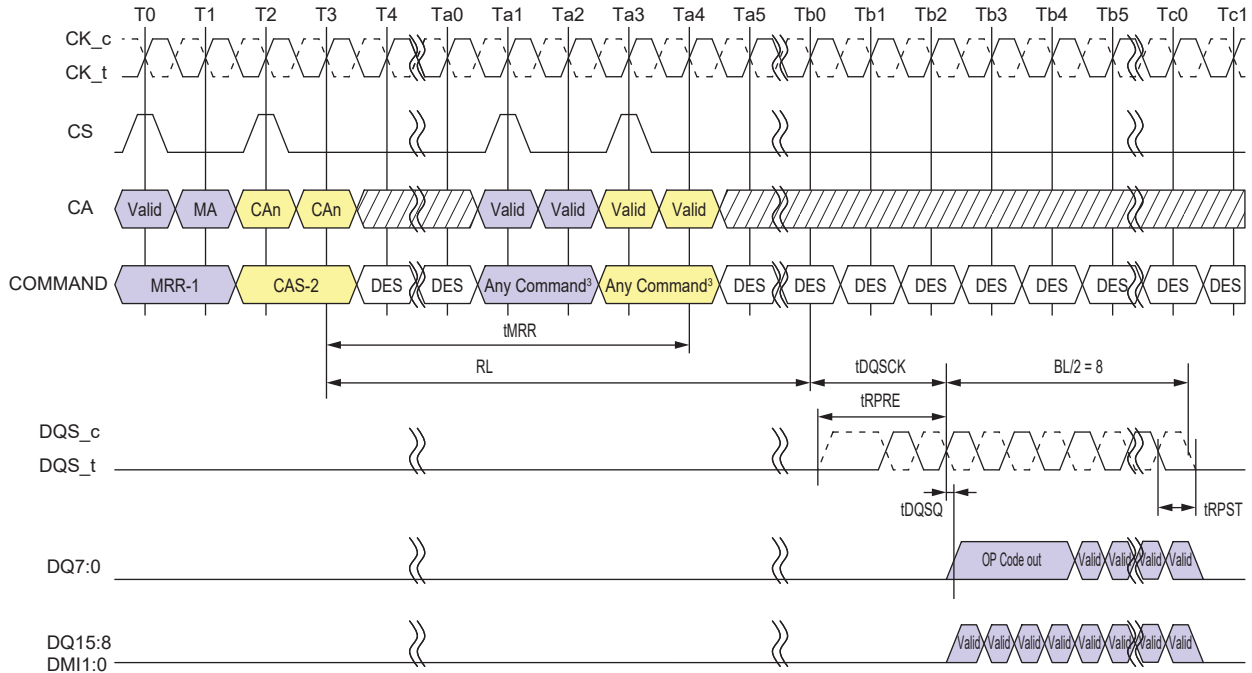 T0 T1 T2 T3 T4 Ta0 Ta1 Ta2 Ta3 Ta4 Ta5 Tb0 Tb1 Tb2 Tb3 Tb4 Tb5 Tc0 Tc1
CK_c
CK_t
CS
CA Valid MA CAn CAn Valid Valid Valid Valid
COMMAND MRR-1 CAS-2 DES DES Any Command³ Any Command³ DES DES DES DES DES DES DES DES DES
tMRR
RL tDQSCK BL/2 = 8
tRPRE
DQS_c
DQS_t
tDQSQ tRPST
DQ7:0 OP Code out Valid Valid Valid Valid
DQ15:8 Valid Valid Valid Valid Valid Valid Valid Valid
DMI1:0